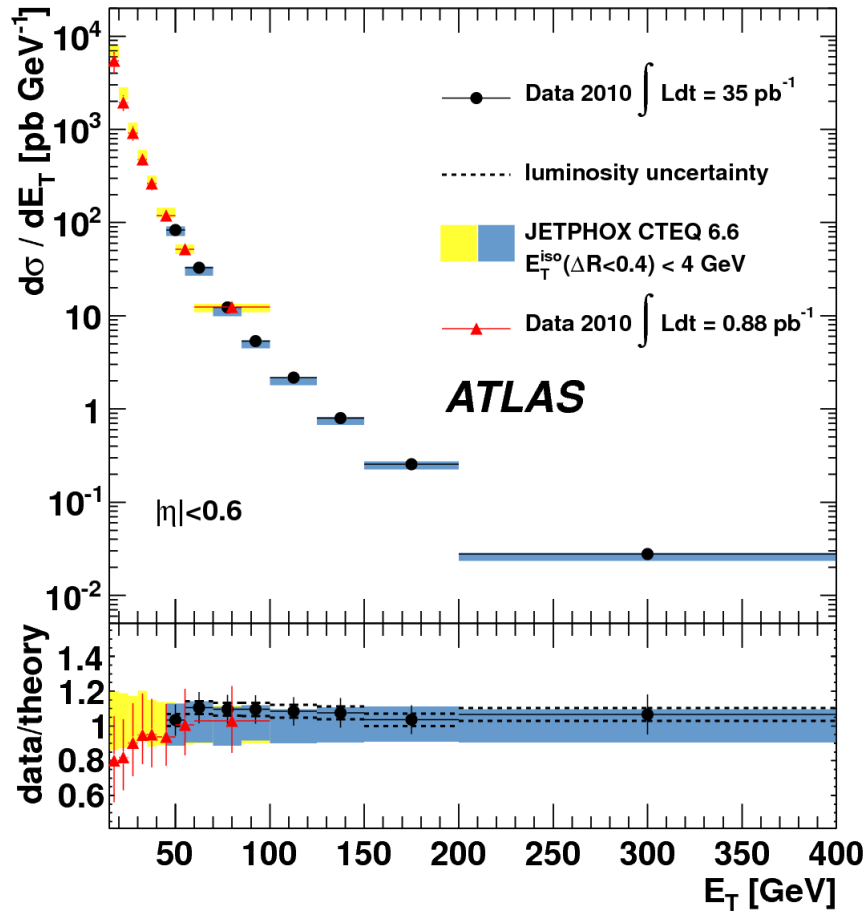 dσ / dE_T [pb GeV⁻¹]
10⁴
10³
10²
10
1
10⁻¹
10⁻²
Data 2010 ∫ Ldt = 35 pb⁻¹
luminosity uncertainty
JETPHOX CTEQ 6.6
E_T^iso(ΔR<0.4) < 4 GeV
Data 2010 ∫ Ldt = 0.88 pb⁻¹
ATLAS
|η|<0.6
data/theory
1.4
1.2
1
0.8
0.6
50 100 150 200 250 300 350 400
E_T [GeV]